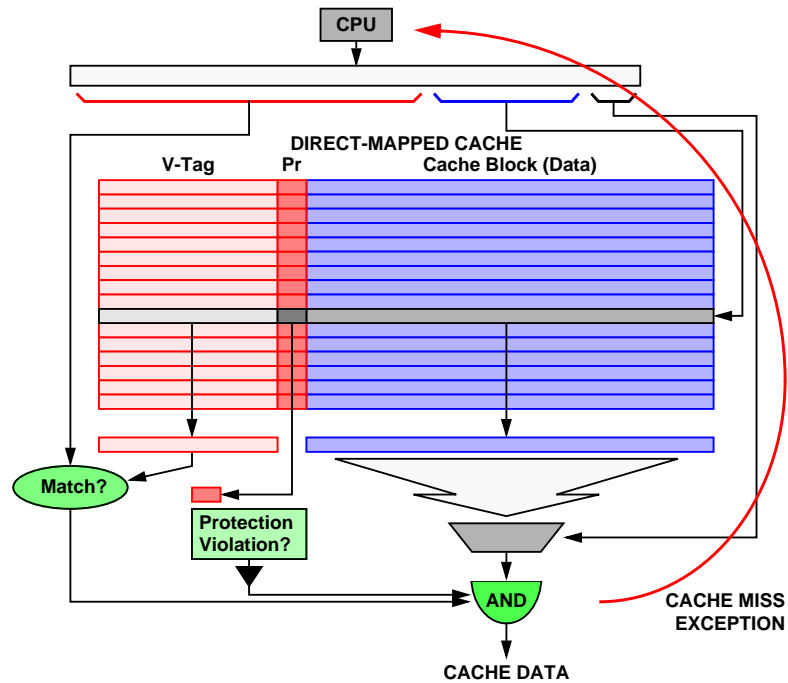 CPU
DIRECT-MAPPED CACHE
V-Tag Pr Cache Block (Data)
Match?
Protection
Violation?
AND
CACHE MISS
EXCEPTION
CACHE DATA